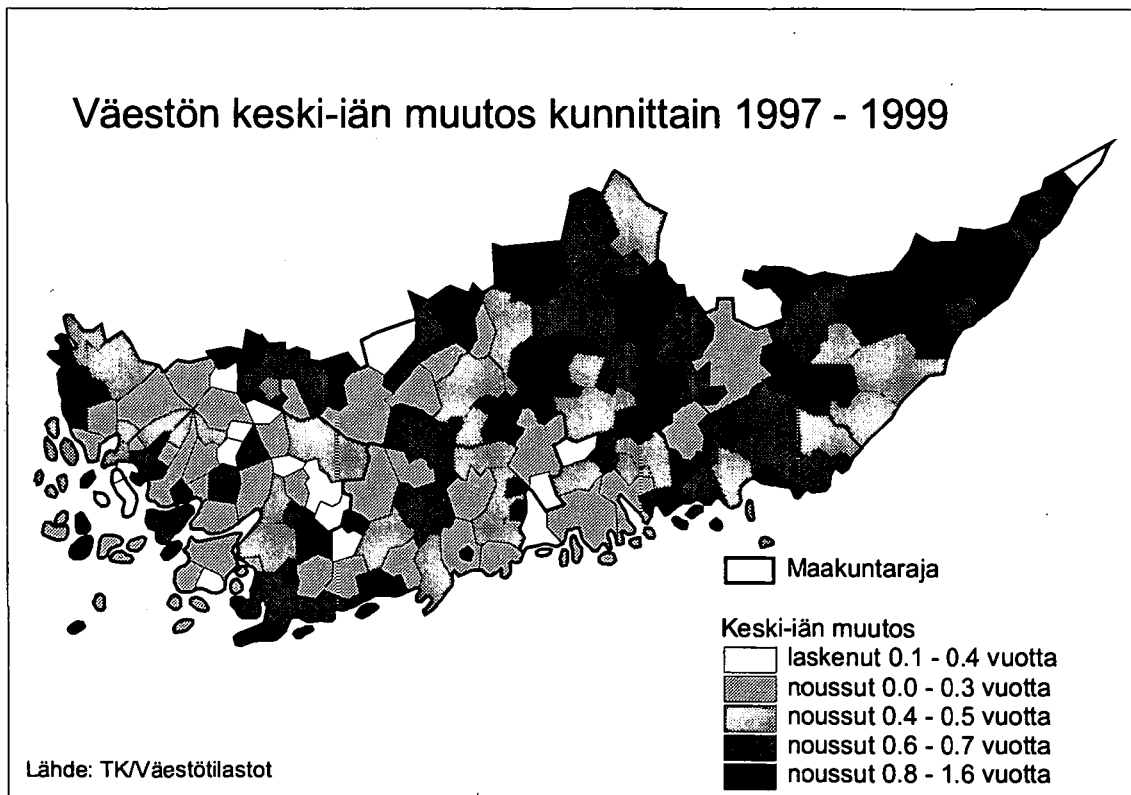 Väestön keski-iän muutos kunnittain 1997 - 1999
Maakuntaraja
Keski-iän muutos
laskenut 0.1 - 0.4 vuotta
noussut 0.0 - 0.3 vuotta
noussut 0.4 - 0.5 vuotta
noussut 0.6 - 0.7 vuotta
noussut 0.8 - 1.6 vuotta
Lähde: TK/Väestötilastot